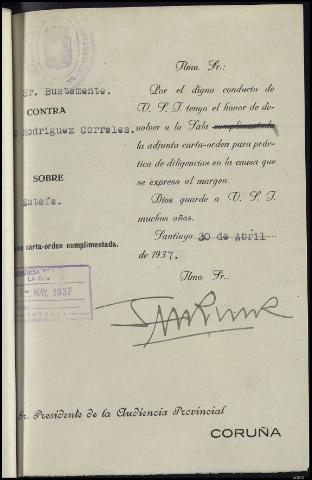 Ilmo. Sr.:
Sr. Bustamente.
CONTRA
Rodriguez Corrales.
SOBRE
Estafa.
carta-orden cumplimentada.
MAY. 1937
Por el digno conducto de
V. S. I. tengo el honor de de-
volver a la Sala cumplimentada
la adjunta carta-orden para prác-
tica de diligencias en la causa que
se expresa al margen.
Dios guarde a V. S. I.
muchos años.
Santiago 30 de Abril
de 1937.
Ilmo. Sr.:
Sr. Presidente de la Audiencia Provincial
CORUÑA